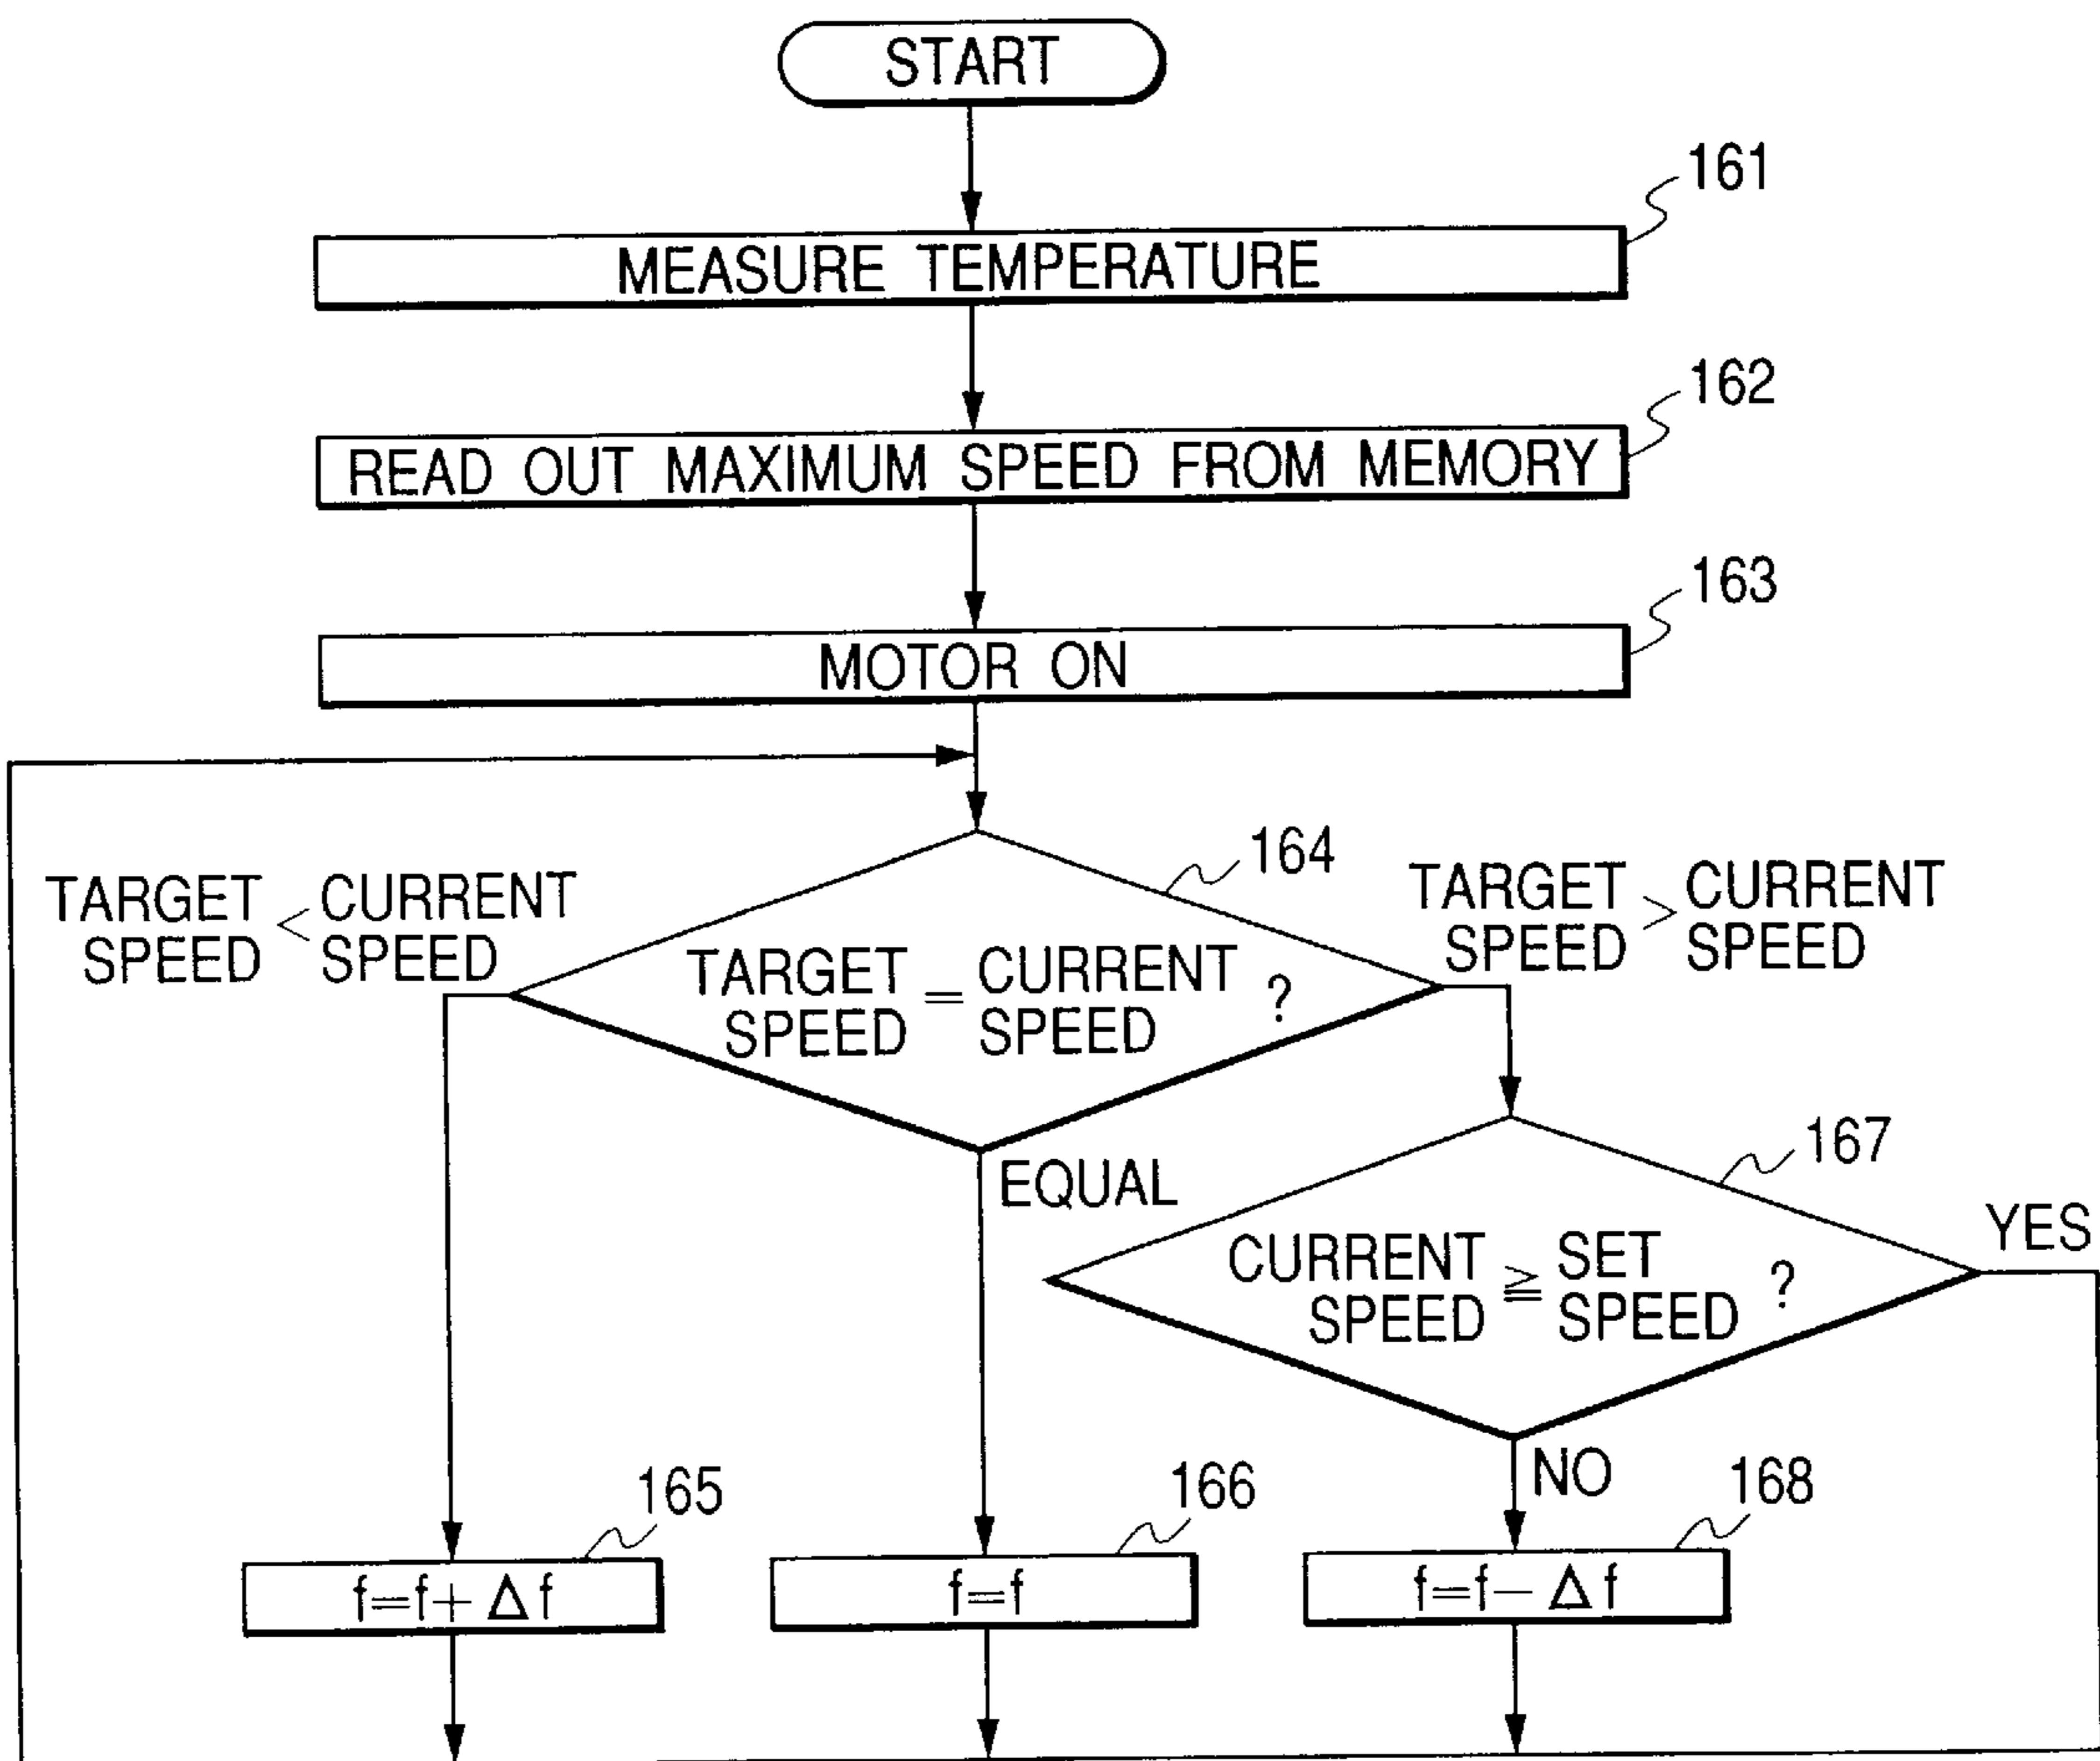 START
161
MEASURE TEMPERATURE
162
READ OUT MAXIMUM SPEED FROM MEMORY
163
MOTOR ON
164
TARGET SPEED < CURRENT SPEED
TARGET SPEED > CURRENT SPEED
TARGET SPEED = CURRENT SPEED ?
EQUAL
167
YES
CURRENT SPEED ≧ SET SPEED ?
NO
165
166
168
f=f+Δf
f=f
f=f−Δf